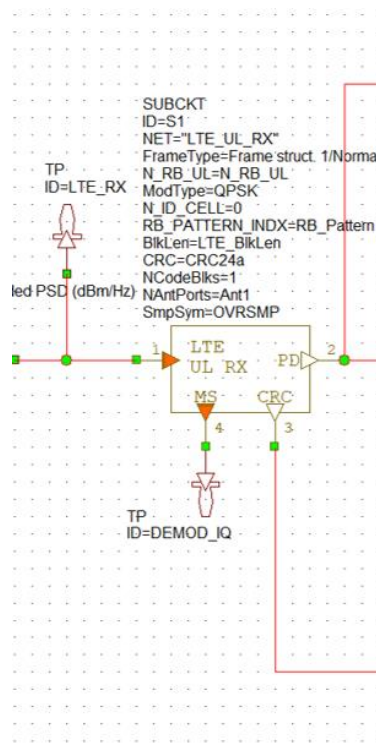 SUBCKT
ID=S1
NET="LTE_UL_RX"
FrameType=Frame struct. 1/Norma
TP
N_RB_UL=N_RB_UL
ID=LTE_RX
ModType=QPSK
N_ID_CELL=0
RB_PATTERN_INDX=RB_Pattern
BlkLen=LTE_BlkLen
CRC=CRC24a
led PSD (dBm/Hz)
NCodeBlks=1
NAntPorts=Ant1
SmpSym=OVRSMP
1
LTE
UL RX
PD
2
MS
CRC
4
3
TP
ID=DEMOD_IQ